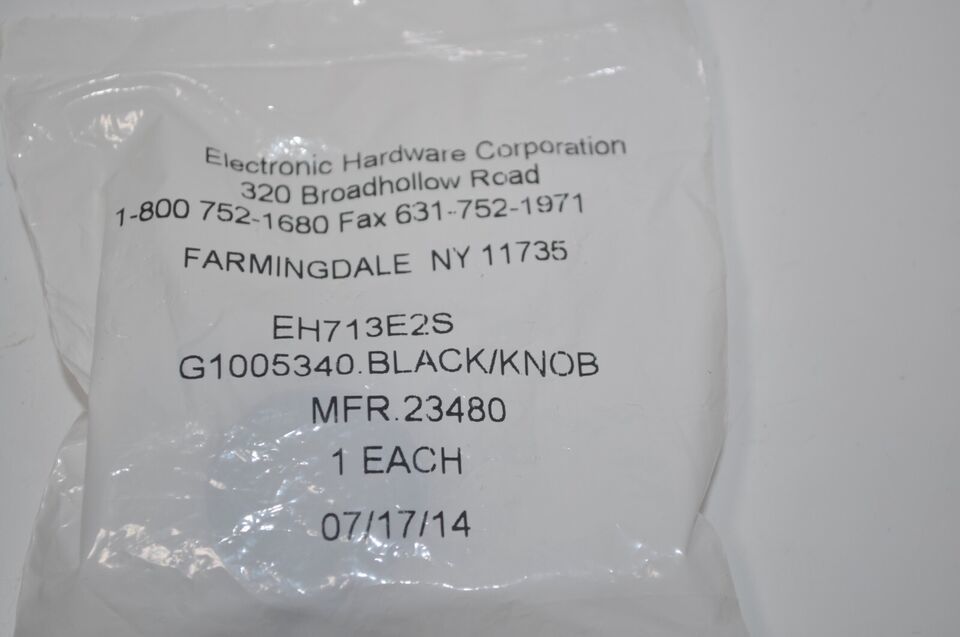 Electronic Hardware Corporation
320 Broadhollow Road
1-800 752-1680 Fax 631-752-1971
FARMINGDALE NY 11735
EH713E2S
G1005340.BLACK/KNOB
MFR.23480
1 EACH
07/17/14